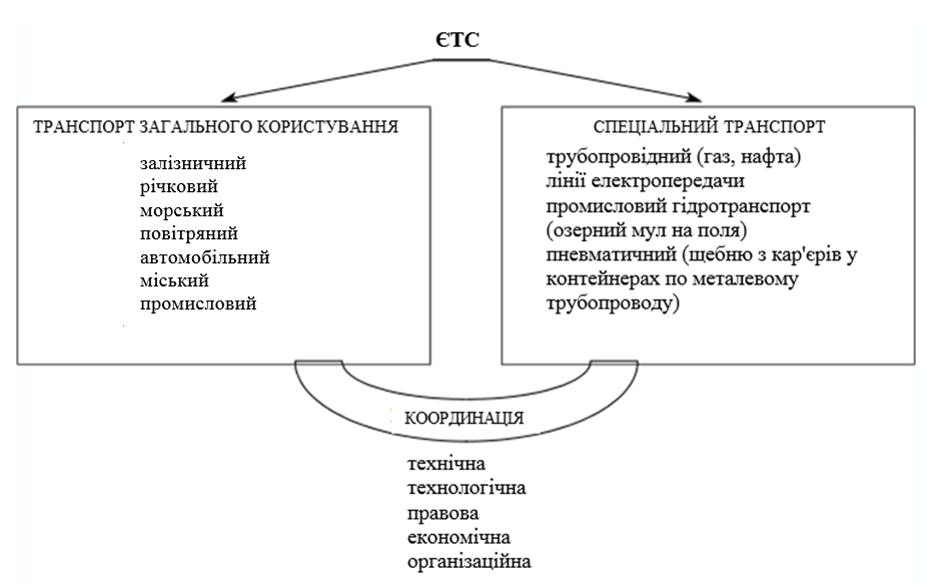 ЄТС
ТРАНСПОРТ ЗАГАЛЬНОГО КОРИСТУВАННЯ
залізничний
річковий
морський
повітряний
автомобільний
міський
промисловий
СПЕЦІАЛЬНИЙ ТРАНСПОРТ
трубопровідний (газ, нафта)
лінії електропередачи
промисловий гідротранспорт
(озерний мул на поля)
пневматичний (щебню з кар'єрів у
контейнерах по металевому
трубопроводу)
КООРДИНАЦІЯ
технічна
технологічна
правова
економічна
організаційна